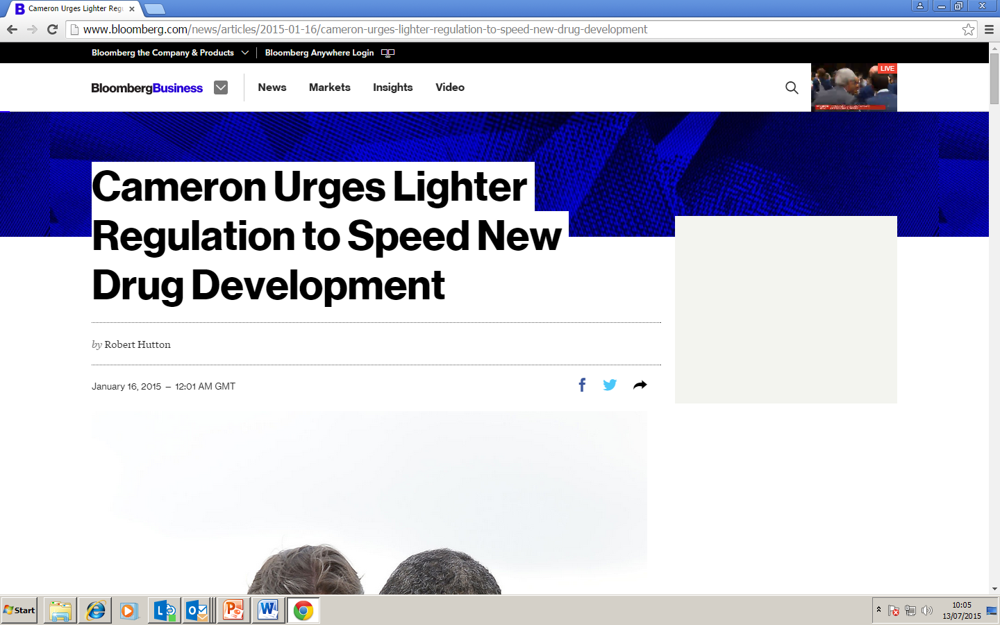 Cameron Urges Lighter Regu
www.bloomberg.com/news/articles/2015-01-16/cameron-urges-lighter-regulation-to-speed-new-drug-development
Bloomberg the Company & Products
Bloomberg Anywhere Login
BloombergBusiness
News
Markets
Insights
Video
LIVE
Cameron Urges Lighter
Regulation to Speed New
Drug Development
by Robert Hutton
January 16, 2015 – 12:01 AM GMT
Start
10:05
13/07/2015